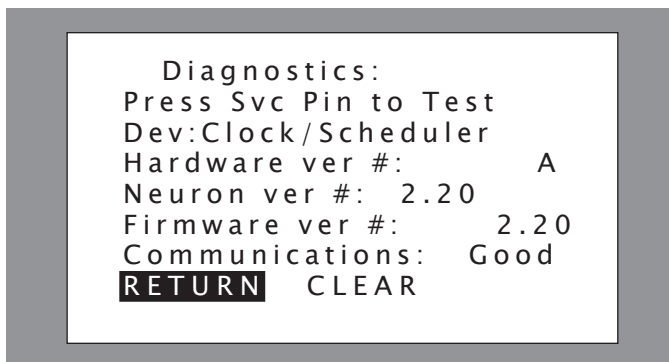 Diagnostics:
Press Svc Pin to Test
Dev:Clock/Scheduler
Hardware ver #: A
Neuron ver #: 2.20
Firmware ver #: 2.20
Communications: Good
RETURN CLEAR